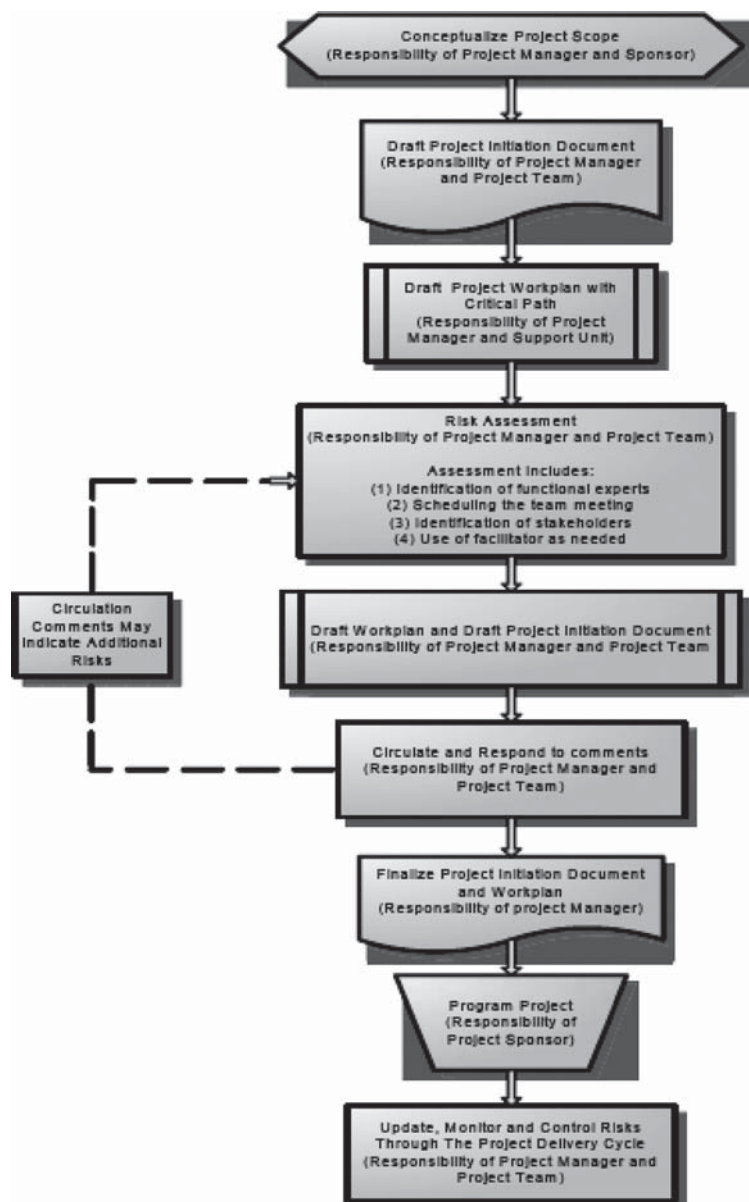 Conceptualize Project Scope
(Responsibility of Project Manager and Sponsor)
Draft Project Initiation Document
(Responsibility of Project Manager
and Project Team)
Draft Project Workplan with
Critical Path
(Responsibility of Project
Manager and Support Unit)
Risk Assessment
(Responsibility of Project Manager and Project Team)
Assessment Includes:
(1) Identification of functional experts
(2) Scheduling the team meeting
(3) Identification of stakeholders
(4) Use of facilitator as needed
Circulation
Comments May
Indicate Additional
Risks
Draft Workplan and Draft Project Initiation Document
(Responsibility of Project Manager and Project Team
Circulate and Respond to comments
(Responsibility of Project Manager and
Project Team)
Finalize Project Initiation Document
and Workplan
(Responsibility of project Manager)
Program Project
(Responsibility of
Project Sponsor)
Update, Monitor and Control Risks
Through The Project Delivery Cycle
(Responsibility of Project Manager and
Project Team)